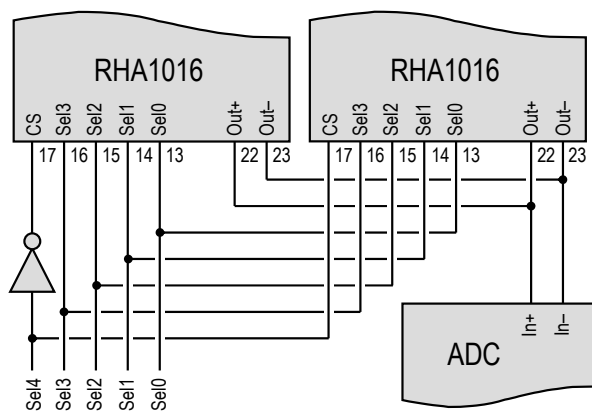 RHA1016
CS
Sel3
Sel2
Sel1
Sel0
Out+
Out–
17
16
15
14
13
22
23
RHA1016
CS
Sel3
Sel2
Sel1
Sel0
Out+
Out–
17
16
15
14
13
22
23
In+
In–
ADC
Sel4
Sel3
Sel2
Sel1
Sel0